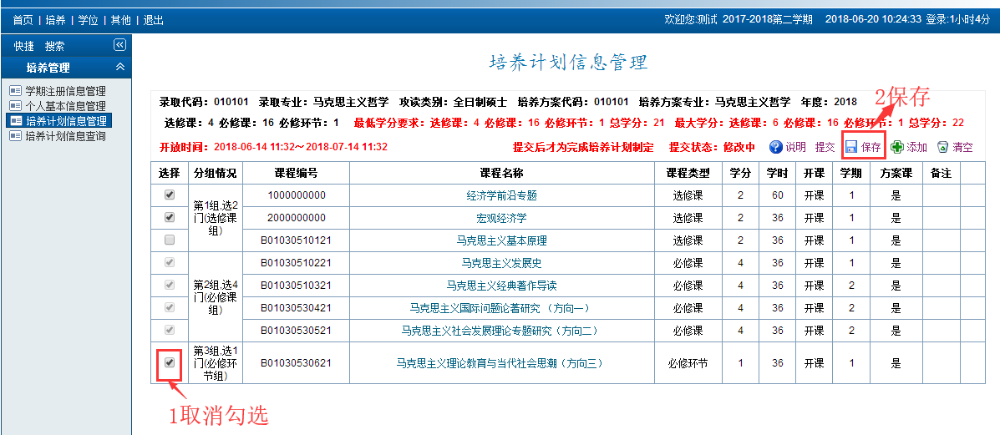 首页 | 培养 | 学位 | 其他 | 退出
欢迎您:测试 2017-2018第二学期 2018-06-20 10:24:33 登录:1小时4分
快捷 搜索
培养管理
学期注册信息管理
个人基本信息管理
培养计划信息管理
培养计划信息查询
培养计划信息管理
2保存
录取代码：010101 录取专业：马克思主义哲学 攻读类别：全日制硕士 培养方案代码：010101 培养方案专业：马克思主义哲学 年度：2018
选修课：4 必修课：16 必修环节：1 最低学分要求：选修课：4 必修课：16 必修环节：1 总学分：21 最大学分：选修课：6 必修课：16 必修环节：1 总学分：22
开放时间：2018-06-14 11:32～2018-07-14 11:32 提交后才为完成培养计划制定 提交状态：修改中 说明 提交 保存 添加 清空
选择 分组情况 课程编号 课程名称 课程类型 学分 学时 开课 学期 方案课 备注
第1组,选2门(选修课组)
1000000000 经济学前沿专题 选修课 2 60 开课 1 是
2000000000 宏观经济学 选修课 2 36 开课 1 是
B01030510121 马克思主义基本原理 选修课 2 36 开课 1 是
第2组,选4门(必修课组)
B01030510221 马克思主义发展史 必修课 4 36 开课 1 是
B01030510321 马克思主义经典著作导读 必修课 4 36 开课 2 是
B01030530421 马克思主义国际问题论著研究 （方向一） 必修课 4 36 开课 2 是
B01030530521 马克思主义社会发展理论专题研究（方向二） 必修课 4 36 开课 2 是
第3组,选1门(必修环节组)
B01030530621 马克思主义理论教育与当代社会思潮（方向三） 必修环节 1 36 开课 1 是
1取消勾选